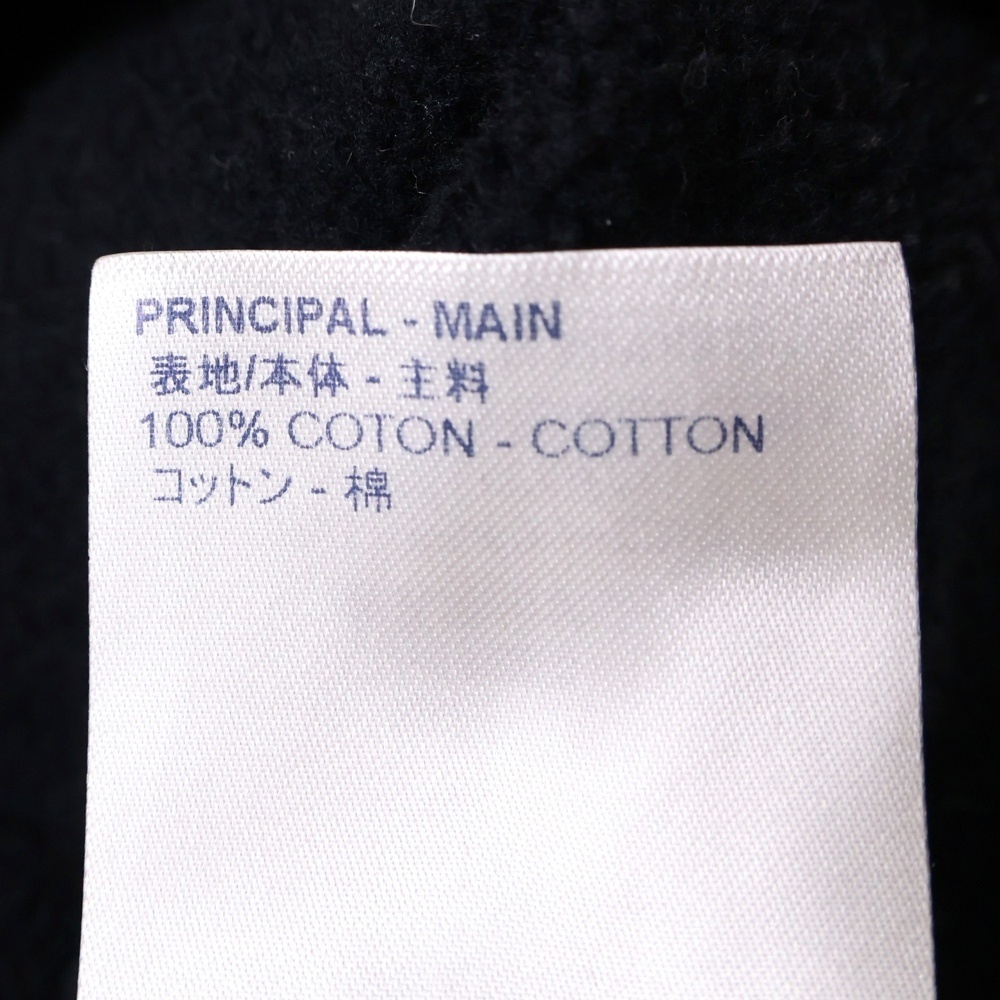 PRINCIPAL - MAIN
表地/本体 - 主料
100% COTON - COTTON
コットン - 棉